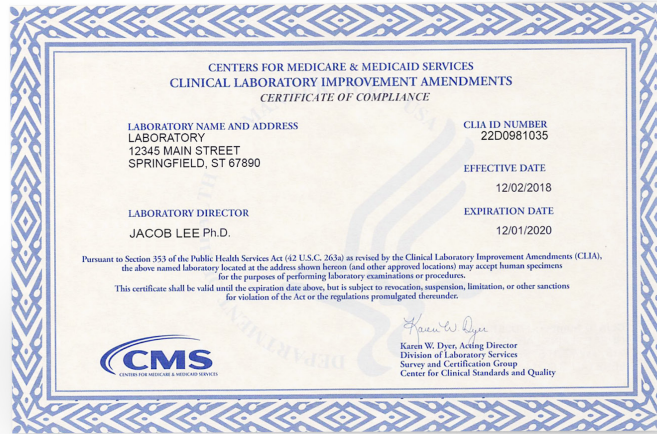 CENTERS FOR MEDICARE & MEDICAID SERVICES
CLINICAL LABORATORY IMPROVEMENT AMENDMENTS
CERTIFICATE OF COMPLIANCE
LABORATORY NAME AND ADDRESS
LABORATORY
12345 MAIN STREET
SPRINGFIELD, ST 67890
CLIA ID NUMBER
22D0981035
EFFECTIVE DATE
12/02/2018
LABORATORY DIRECTOR
JACOB LEE Ph.D.
EXPIRATION DATE
12/01/2020
Pursuant to Section 353 of the Public Health Services Act (42 U.S.C. 263a) as revised by the Clinical Laboratory Improvement Amendments (CLIA),
the above named laboratory located at the address shown hereon (and other approved locations) may accept human specimens
for the purposes of performing laboratory examinations or procedures.
This certificate shall be valid until the expiration date above, but is subject to revocation, suspension, limitation, or other sanctions
for violation of the Act or the regulations promulgated thereunder.
Karen W. Dyer
Karen W. Dyer, Acting Director
Division of Laboratory Services
Survey and Certification Group
Center for Clinical Standards and Quality
CMS
CENTERS FOR MEDICARE & MEDICAID SERVICES